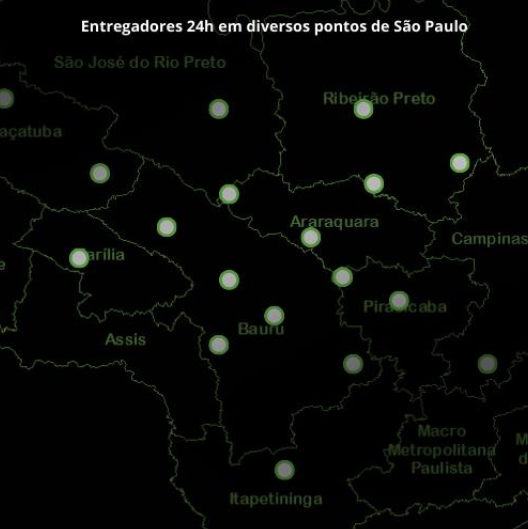 Entregadores 24h em diversos pontos de São Paulo
São José do Rio Preto
Ribeirão Preto
açatuba
Araraquara
Campinas
arília
e
Piracicaba
Bauru
Assis
Macro
Metropolitana
Paulista
M
d
Itapetininga